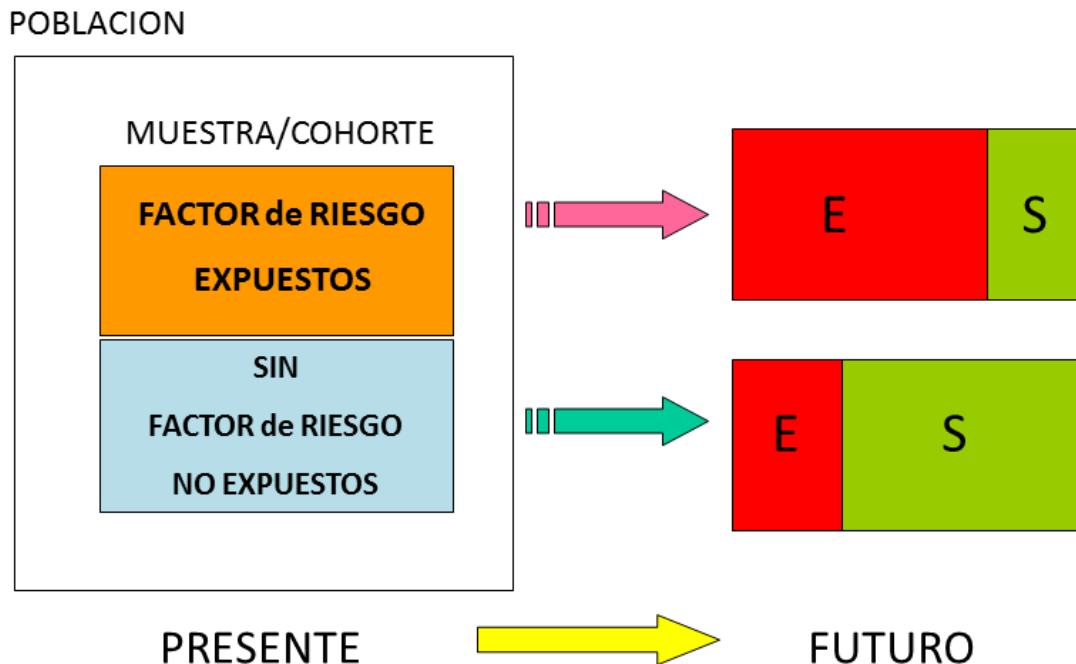 POBLACION
MUESTRA/COHORTE
FACTOR de RIESGO
EXPUESTOS
E
S
SIN
FACTOR de RIESGO
NO EXPUESTOS
E
S
PRESENTE
FUTURO